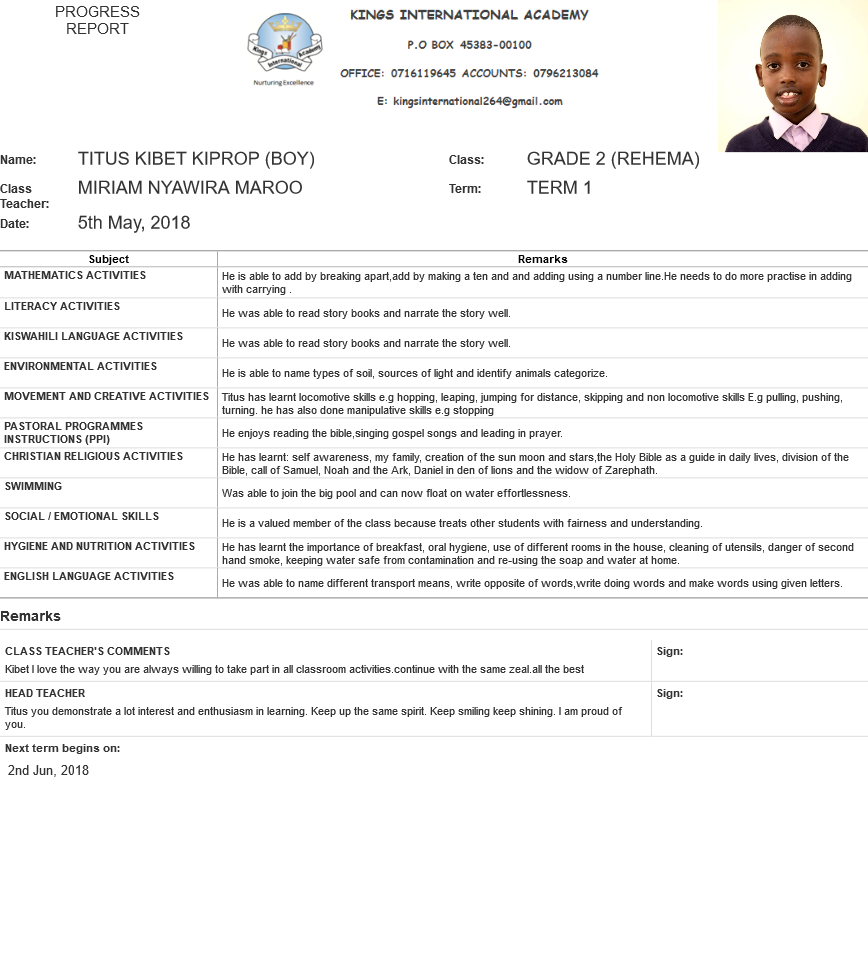 PROGRESS
REPORT
Kings International Academy
Nurturing Excellence
KINGS INTERNATIONAL ACADEMY
P.O BOX 45383-00100
OFFICE: 0716119645 ACCOUNTS: 0796213084
E: kingsinternational264@gmail.com
Name: TITUS KIBET KIPROP (BOY) Class: GRADE 2 (REHEMA)
Class Teacher: MIRIAM NYAWIRA MAROO Term: TERM 1
Date: 5th May, 2018
Subject Remarks
MATHEMATICS ACTIVITIES
He is able to add by breaking apart,add by making a ten and and adding using a number line.He needs to do more practise in adding
with carrying .
LITERACY ACTIVITIES
He was able to read story books and narrate the story well.
KISWAHILI LANGUAGE ACTIVITIES
He was able to read story books and narrate the story well.
ENVIRONMENTAL ACTIVITIES
He is able to name types of soil, sources of light and identify animals categorize.
MOVEMENT AND CREATIVE ACTIVITIES
Titus has learnt locomotive skills e.g hopping, leaping, jumping for distance, skipping and non locomotive skills E.g pulling, pushing,
turning. he has also done manipulative skills e.g stopping
PASTORAL PROGRAMMES
INSTRUCTIONS (PPI)
He enjoys reading the bible,singing gospel songs and leading in prayer.
CHRISTIAN RELIGIOUS ACTIVITIES
He has learnt: self awareness, my family, creation of the sun moon and stars,the Holy Bible as a guide in daily lives, division of the
Bible, call of Samuel, Noah and the Ark, Daniel in den of lions and the widow of Zarephath.
SWIMMING
Was able to join the big pool and can now float on water effortlessness.
SOCIAL / EMOTIONAL SKILLS
He is a valued member of the class because treats other students with fairness and understanding.
HYGIENE AND NUTRITION ACTIVITIES
He has learnt the importance of breakfast, oral hygiene, use of different rooms in the house, cleaning of utensils, danger of second
hand smoke, keeping water safe from contamination and re-using the soap and water at home.
ENGLISH LANGUAGE ACTIVITIES
He was able to name different transport means, write opposite of words,write doing words and make words using given letters.
Remarks
CLASS TEACHER'S COMMENTS
Sign:
Kibet I love the way you are always willing to take part in all classroom activities.continue with the same zeal.all the best
HEAD TEACHER
Sign:
Titus you demonstrate a lot interest and enthusiasm in learning. Keep up the same spirit. Keep smiling keep shining. I am proud of
you.
Next term begins on:
2nd Jun, 2018